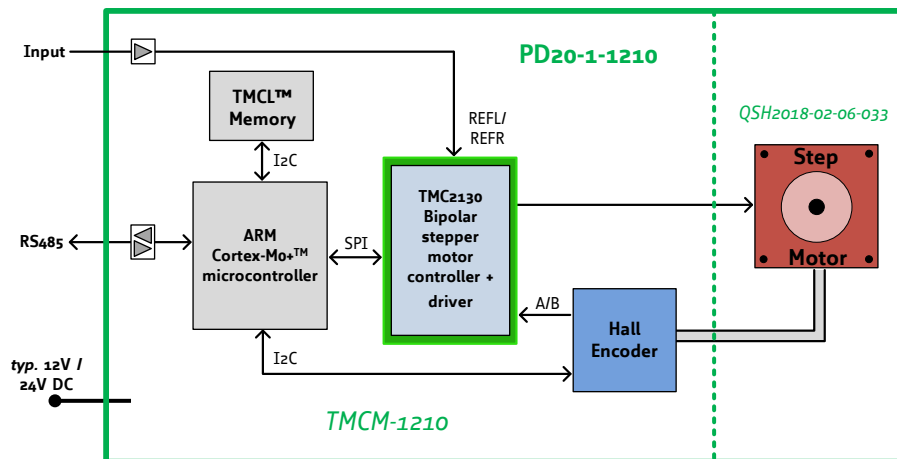 Input
PD20-1-1210
TMCL™
Memory
REFL/
REFR
QSH2018-02-06-033
I2C
Step
Motor
TMC2130
Bipolar
stepper
motor
controller +
driver
ARM
Cortex-M0+™
microcontroller
SPI
RS485
A/B
Hall
Encoder
I2C
typ. 12V /
24V DC
TMCM-1210